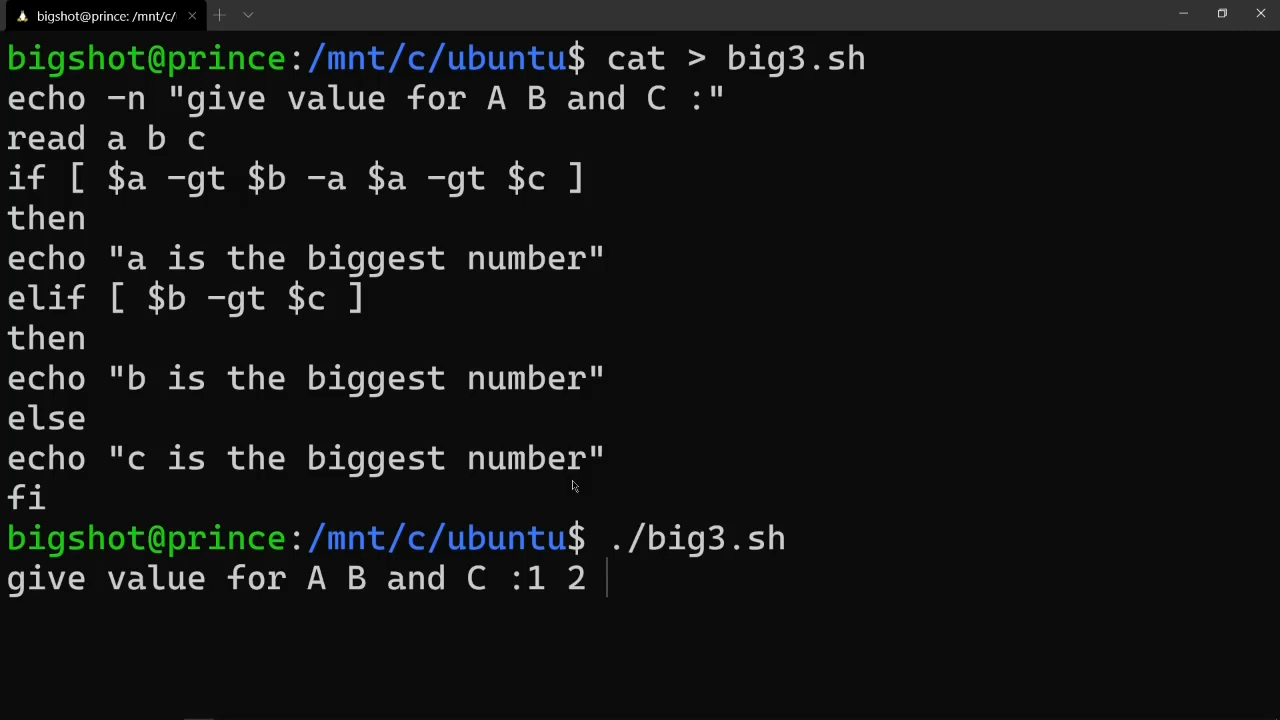 bigshot@prince: /mnt/c/
bigshot@prince:/mnt/c/ubuntu$ cat > big3.sh
echo -n "give value for A B and C :"
read a b c
if [ $a -gt $b -a $a -gt $c ]
then
echo "a is the biggest number"
elif [ $b -gt $c ]
then
echo "b is the biggest number"
else
echo "c is the biggest number"
fi
bigshot@prince:/mnt/c/ubuntu$ ./big3.sh
give value for A B and C :1 2